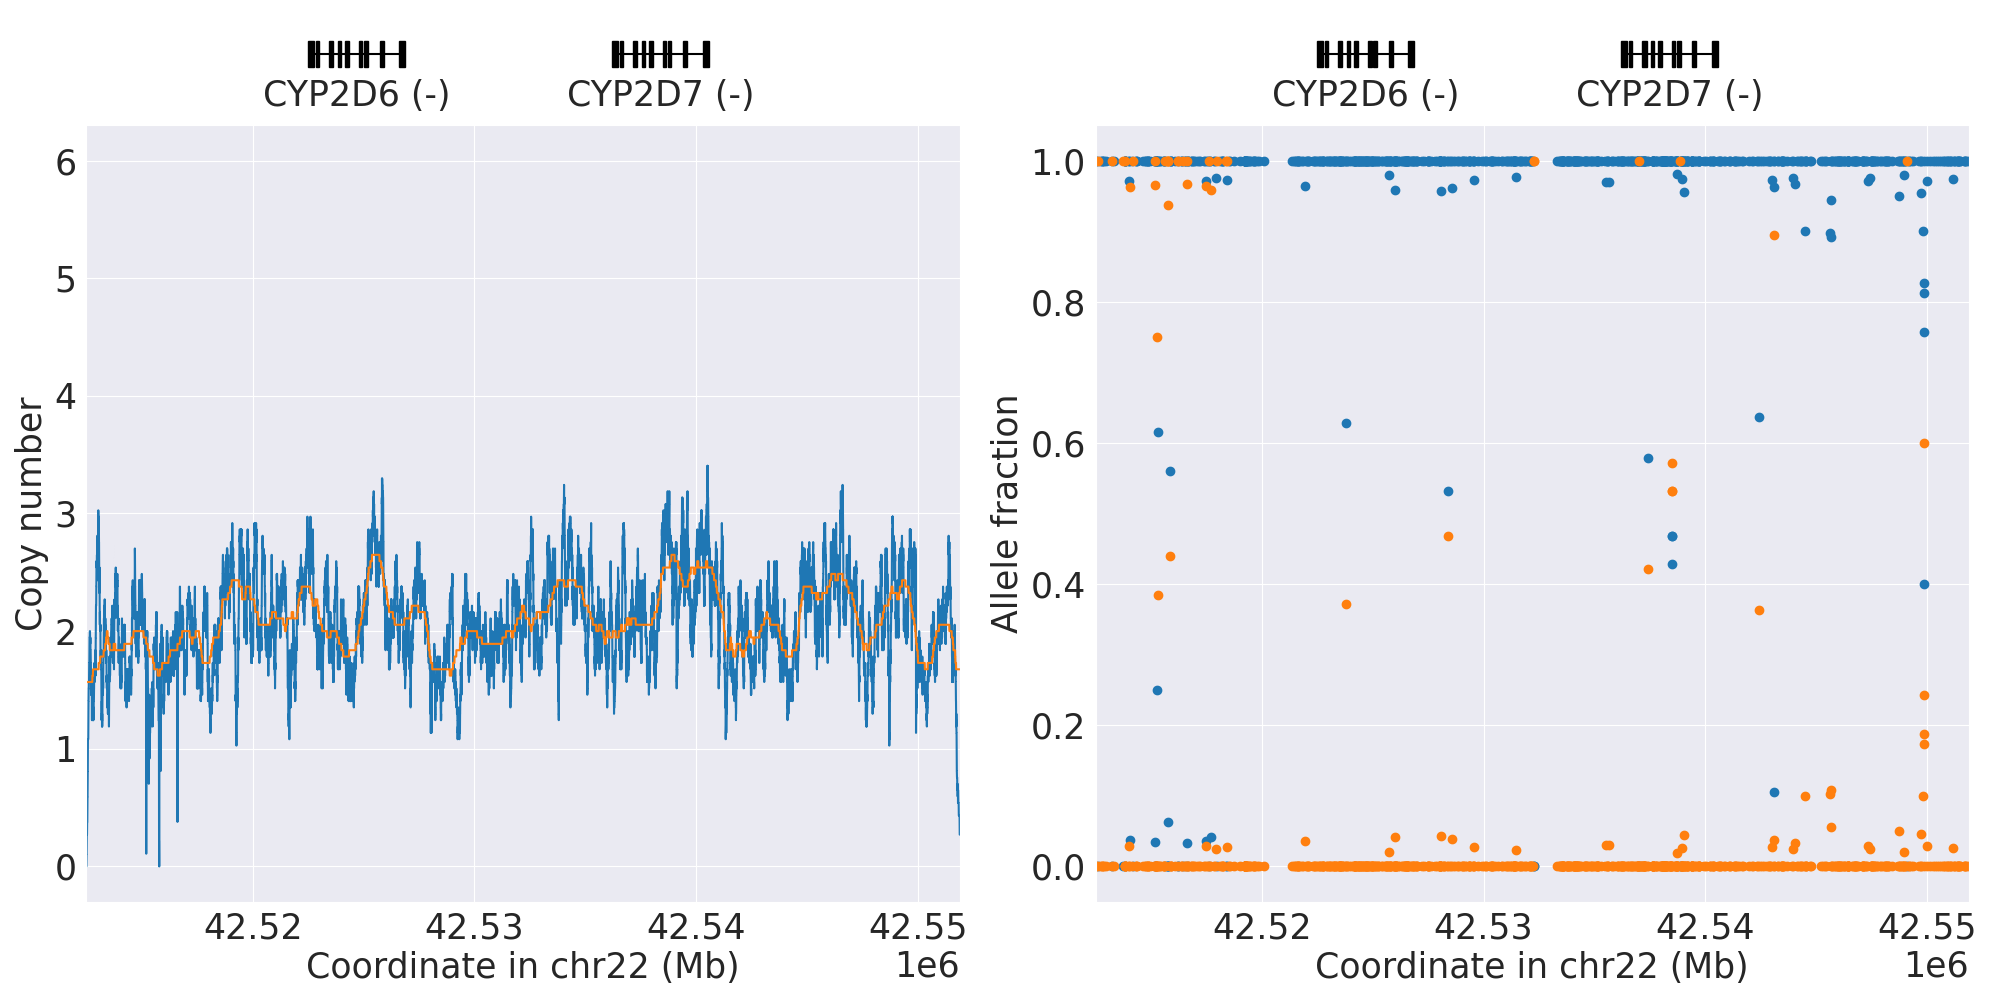 CYP2D6 (-)
CYP2D7 (-)
6
5
4
3
2
1
0
Copy number
42.52
42.53
42.54
42.55
Coordinate in chr22 (Mb)
1e6
CYP2D6 (-)
CYP2D7 (-)
1.0
0.8
0.6
0.4
0.2
0.0
Allele fraction
42.52
42.53
42.54
42.55
Coordinate in chr22 (Mb)
1e6